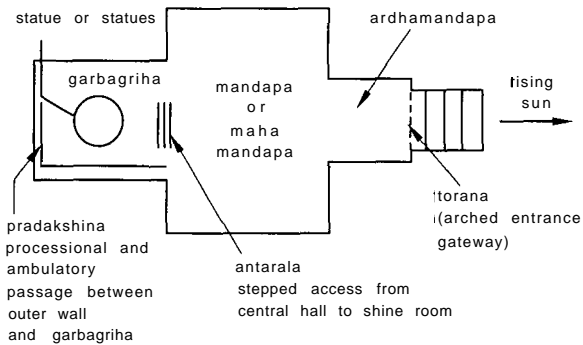 statue or statues
garbagriha
mandapa
or
maha
mandapa
ardhamandapa
rising
sun
torana
(arched entrance
gateway)
pradakshina
processional and
ambulatory
passage between
outer wall
and garbagriha
antarala
stepped access from
central hall to shine room